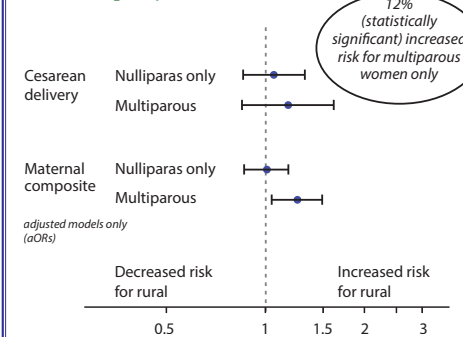 12%
(statistically
significant) increased
risk for multiparous
women only
Cesarean
delivery
Nulliparas only
Multiparous
Maternal
composite
Nulliparas only
Multiparous
adjusted models only
(aORs)
Decreased risk
for rural
Increased risk
for rural
0.5 1 1.5 2 3